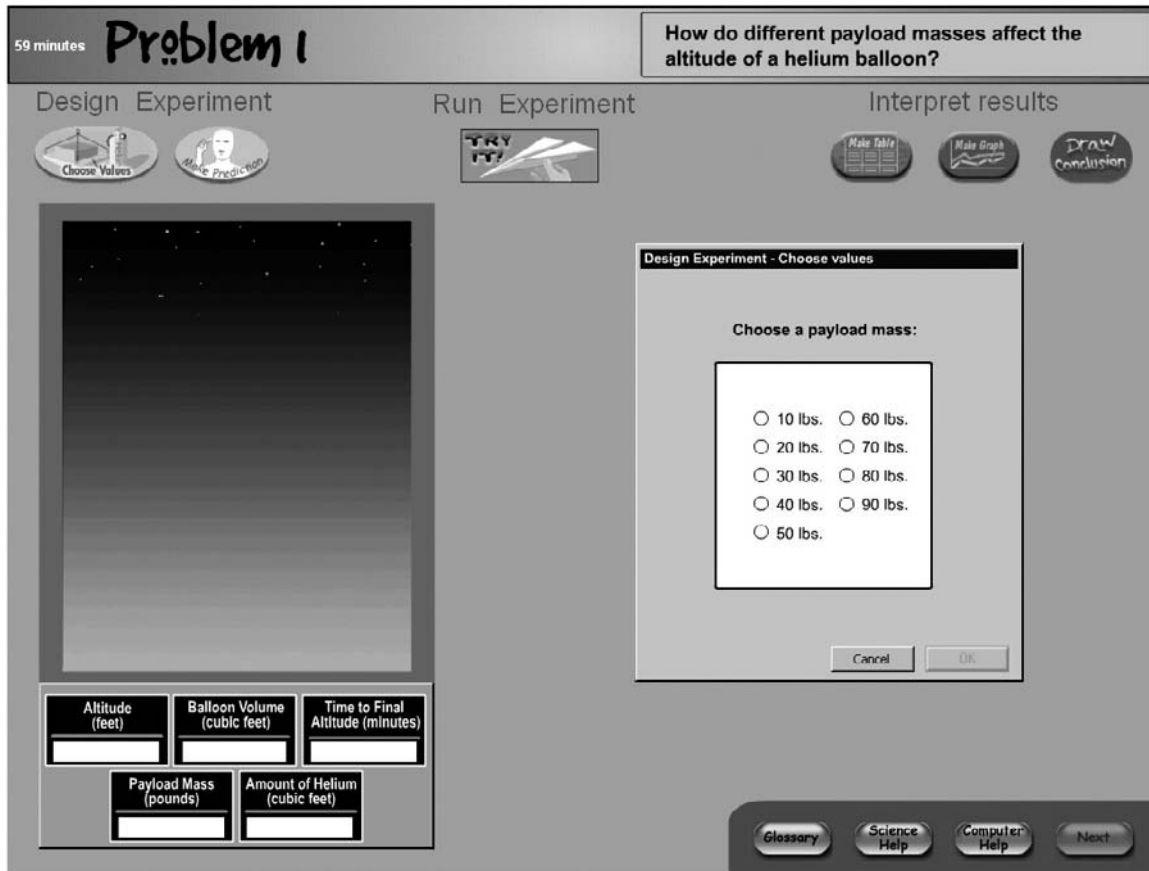 59 minutes
Problem 1
How do different payload masses affect the
altitude of a helium balloon?
Design Experiment
Run Experiment
Interpret results
Choose Values
Make Prediction
TRY
IT!
Make Table
Make Graph
Draw
Conclusion
Design Experiment - Choose values
Choose a payload mass:
10 lbs.
60 lbs.
20 lbs.
70 lbs.
30 lbs.
80 lbs.
40 lbs.
90 lbs.
50 lbs.
Cancel
OK
Altitude
(feet)
Balloon Volume
(cubic feet)
Time to Final
Altitude (minutes)
Payload Mass
(pounds)
Amount of Helium
(cubic feet)
Glossary
Science
Help
Computer
Help
Next